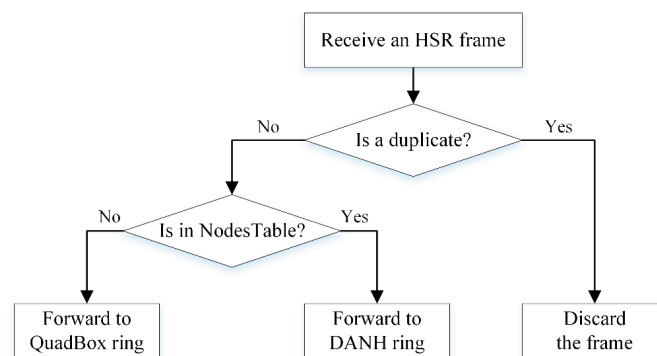 Receive an HSR frame
No
Is a duplicate?
Yes
No
Is in NodesTable?
Yes
Forward to
QuadBox ring
Forward to
DANH ring
Discard
the frame